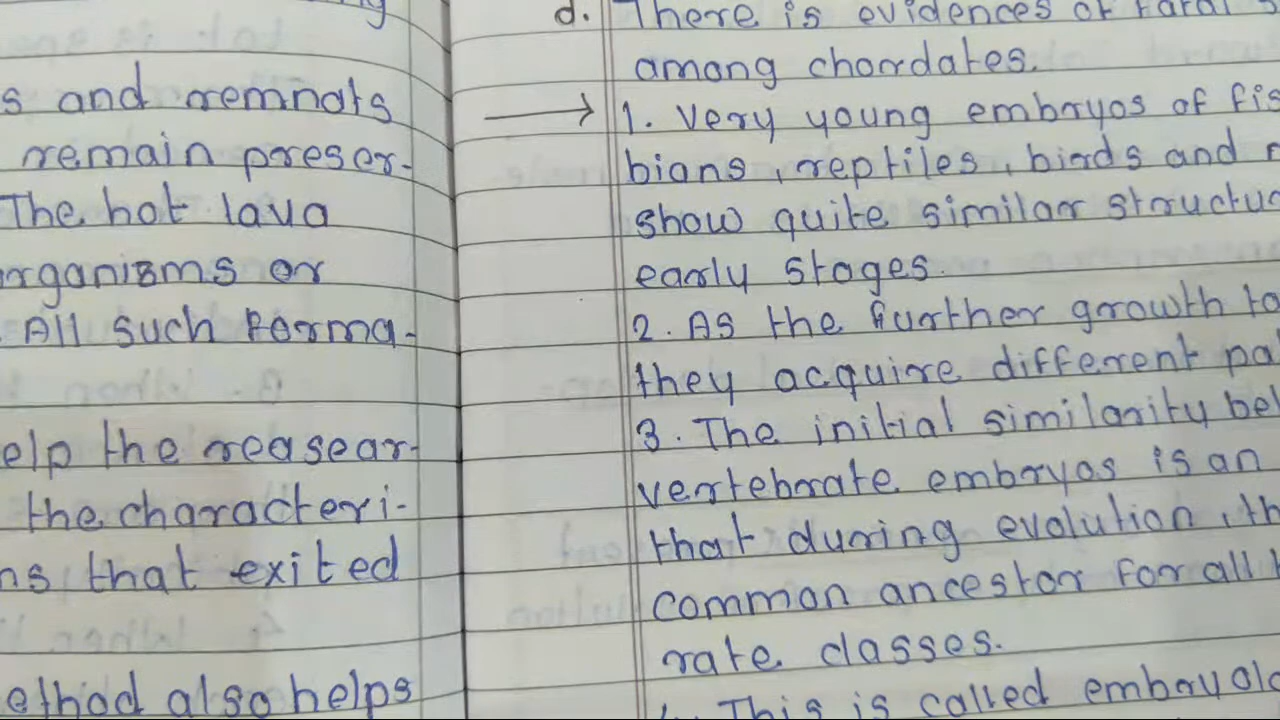 s and remnats
remain preser-
The hot lava
organisms or
All such forma-
elp the reasear-
the characteri-
ns that exited
ethod also helps
d. There is evidences of
among chordates.
→ 1. Very young embryos of fis
bians, reptiles, birds and
show quite similar structu
early stages.
2. As the further growth ta
they acquire different pa
3. The initial similarity bet
vertebrate embryos is an
that during evolution, th
common ancestor for all
rate classes.
This is called embryolo